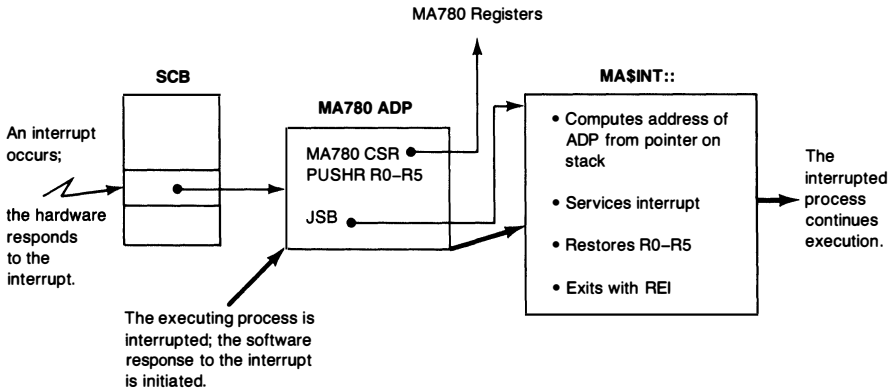 MA780 Registers
SCB
MA780 ADP
MA$INT::
An interrupt
occurs;
the hardware
responds
to the
interrupt.
MA780 CSR
PUSHR R0–R5
JSB
• Computes address of
ADP from pointer on
stack
• Services interrupt
• Restores R0–R5
• Exits with REI
The
interrupted
process
continues
execution.
The executing process is
interrupted; the software
response to the interrupt
is initiated.